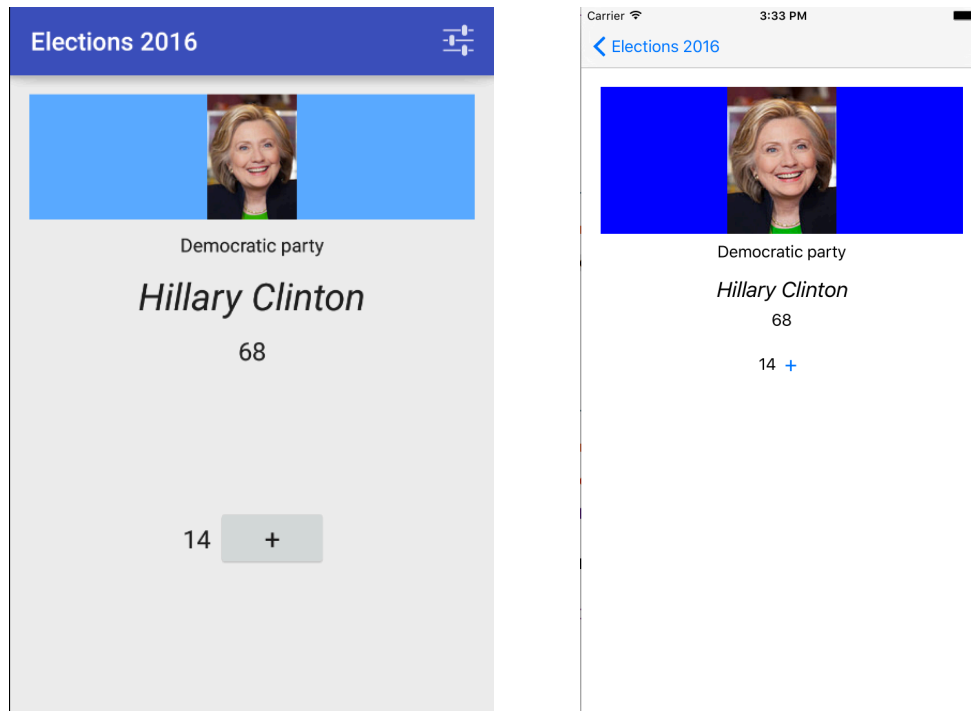 Elections 2016
Democratic party
Hillary Clinton
68
14 +
Carrier 3:33 PM
Elections 2016
Democratic party
Hillary Clinton
68
14 +